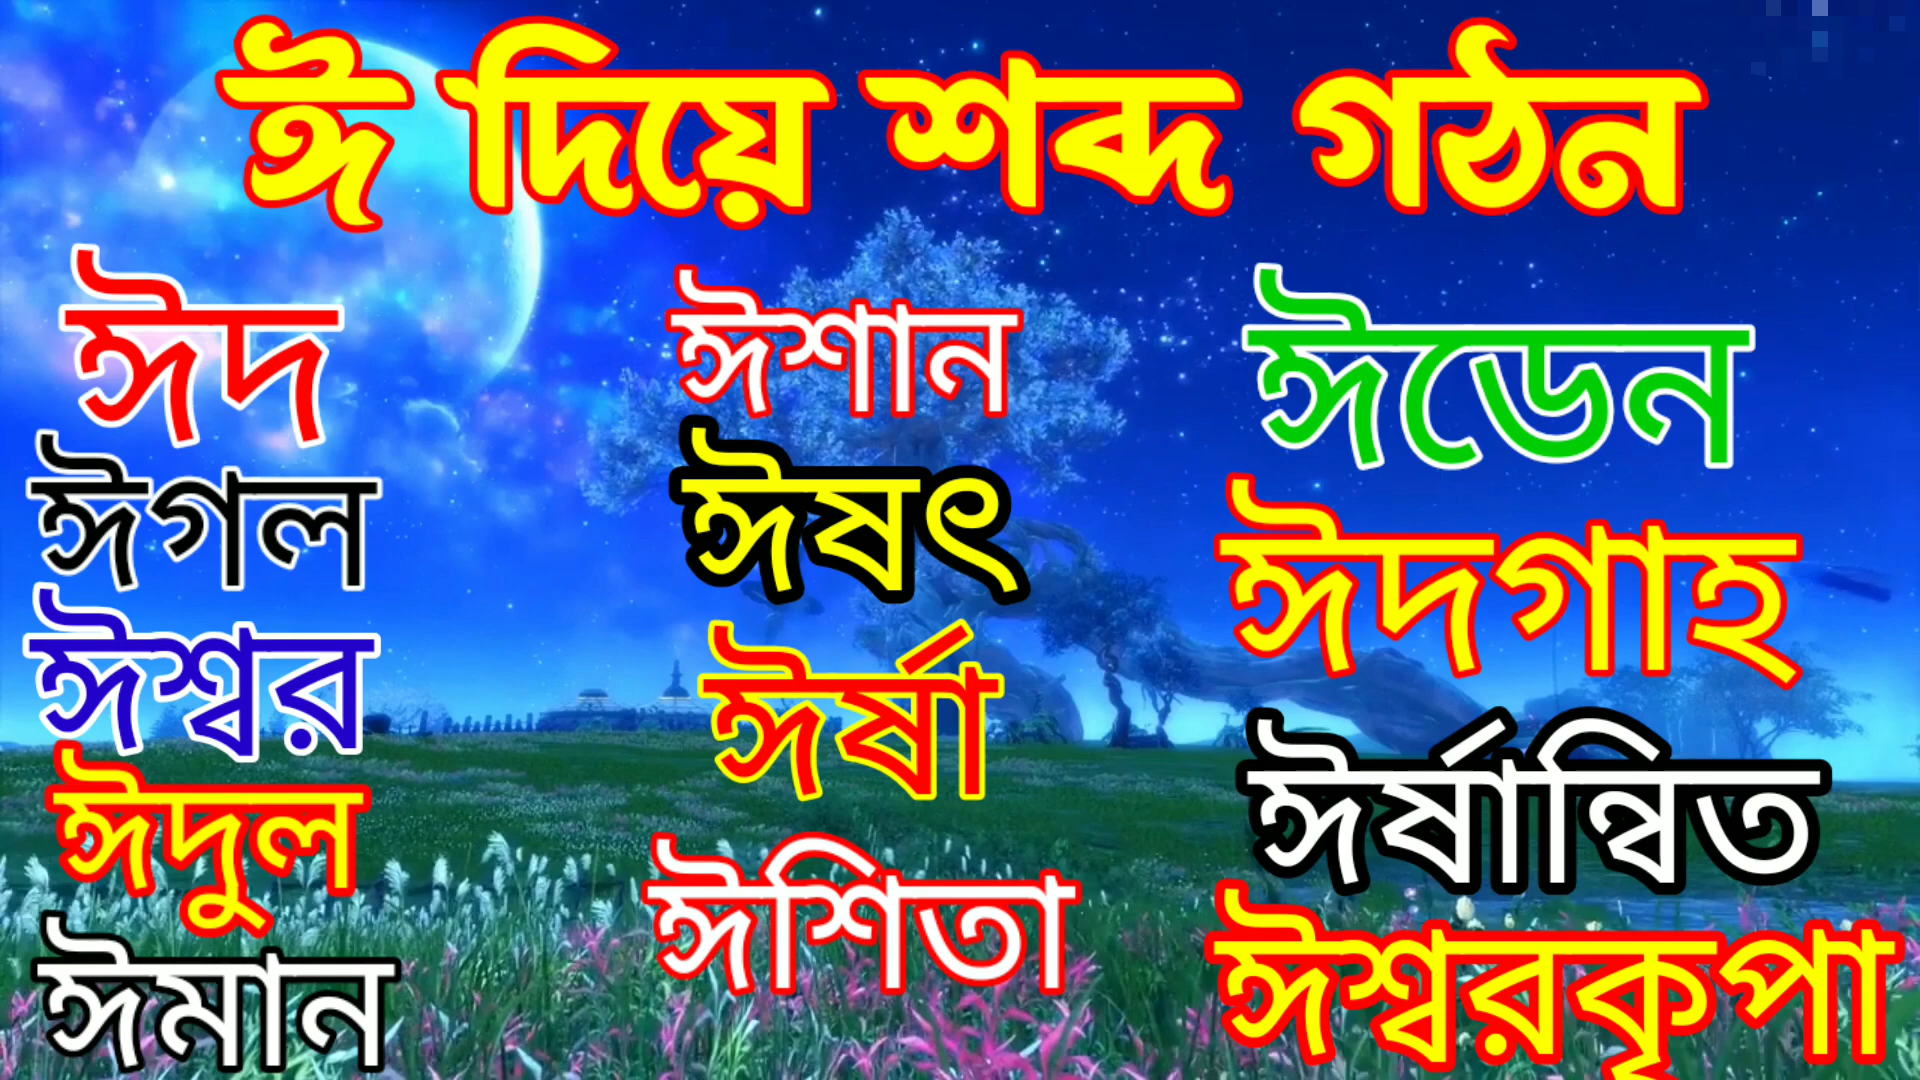 ঈ দিয়ে শব্দ গঠন
ঈদ
ঈগল
ঈশ্বর
ঈদুল
ঈমান
ঈশান
ঈষৎ
ঈর্ষা
ঈশিতা
ঈডেন
ঈদগাহ
ঈর্ষান্বিত
ঈশ্বরকৃপা